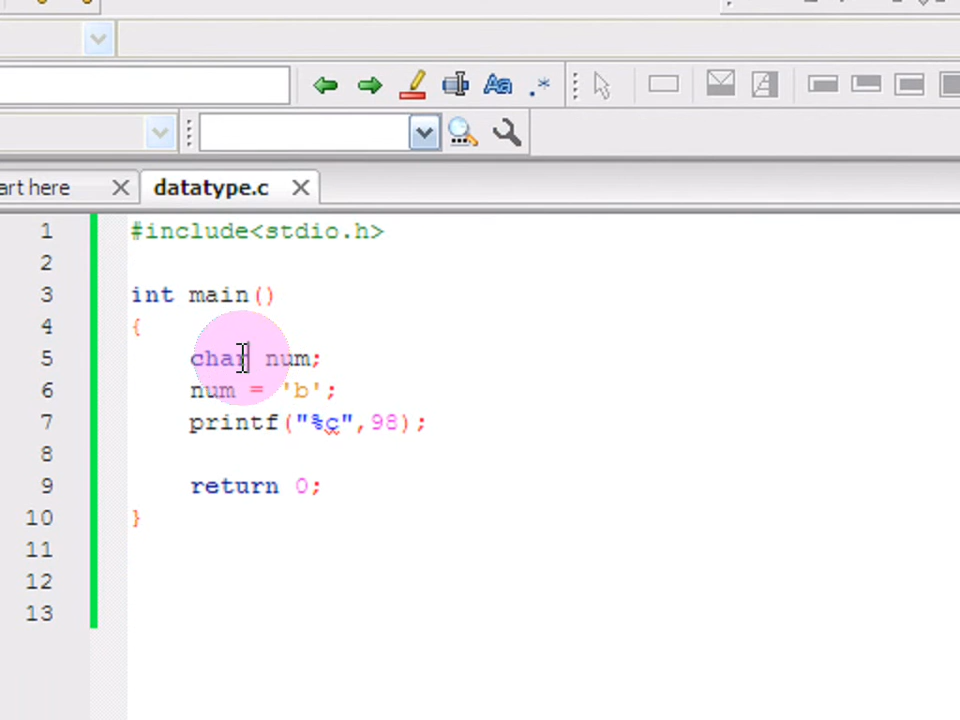 Aa .*
art here datatype.c
1 #include<stdio.h>
2
3 int main()
4 {
5 char num;
6 num = 'b';
7 printf("%c",98);
8
9 return 0;
10 }
11
12
13